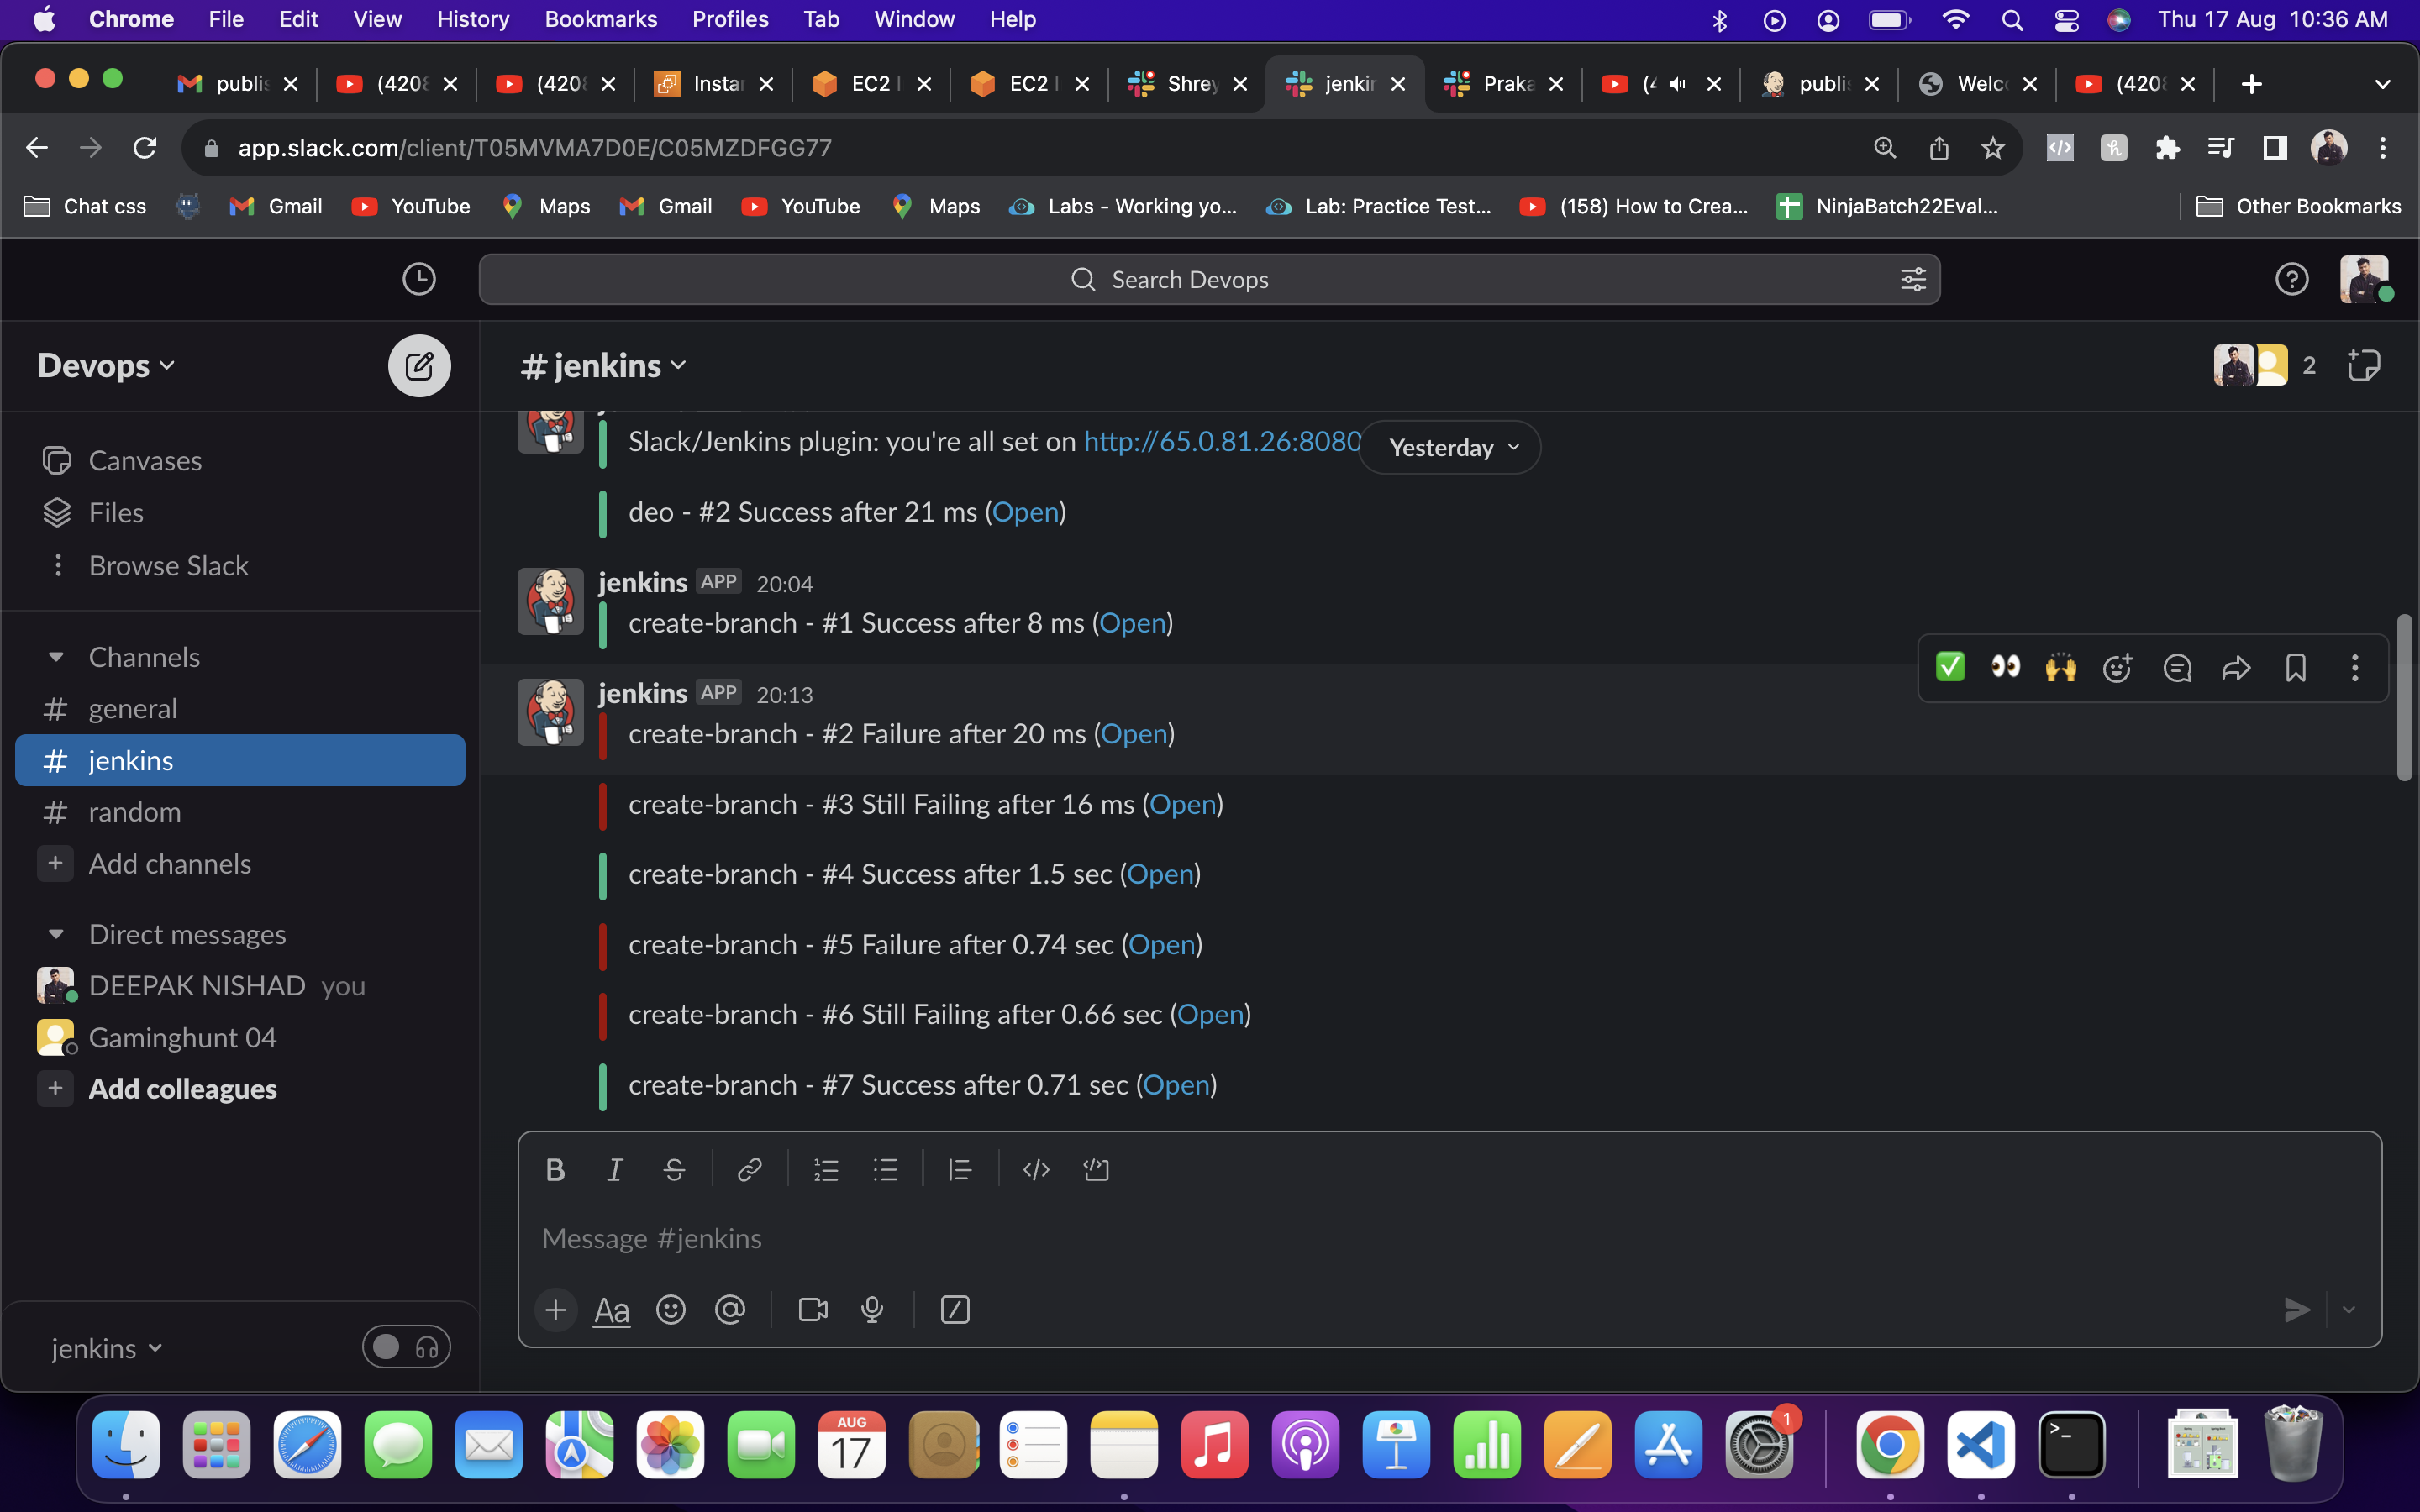 Chrome File Edit View History Bookmarks Profiles Tab Window Help Thu 17 Aug 10:36 AM
publis (420 (420 Instar EC2 EC2 Shrey jenkir Praka publis Welc (420
app.slack.com/client/T05MVMA7D0E/C05MZDFGG77
Chat css Gmail YouTube Maps Gmail YouTube Maps Labs - Working yo... Lab: Practice Test... (158) How to Crea... NinjaBatch22Eval... Other Bookmarks
Search Devops
Devops
# jenkins
2
Canvases
Files
Browse Slack
Channels
# general
# jenkins
# random
+ Add channels
Direct messages
DEEPAK NISHAD you
Gaminghunt 04
+ Add colleagues
jenkins
Slack/Jenkins plugin: you're all set on http://65.0.81.26:8080
Yesterday
deo - #2 Success after 21 ms (Open)
jenkins APP 20:04
create-branch - #1 Success after 8 ms (Open)
jenkins APP 20:13
create-branch - #2 Failure after 20 ms (Open)
create-branch - #3 Still Failing after 16 ms (Open)
create-branch - #4 Success after 1.5 sec (Open)
create-branch - #5 Failure after 0.74 sec (Open)
create-branch - #6 Still Failing after 0.66 sec (Open)
create-branch - #7 Success after 0.71 sec (Open)
B I S
Message #jenkins
Aa
AUG
17
1